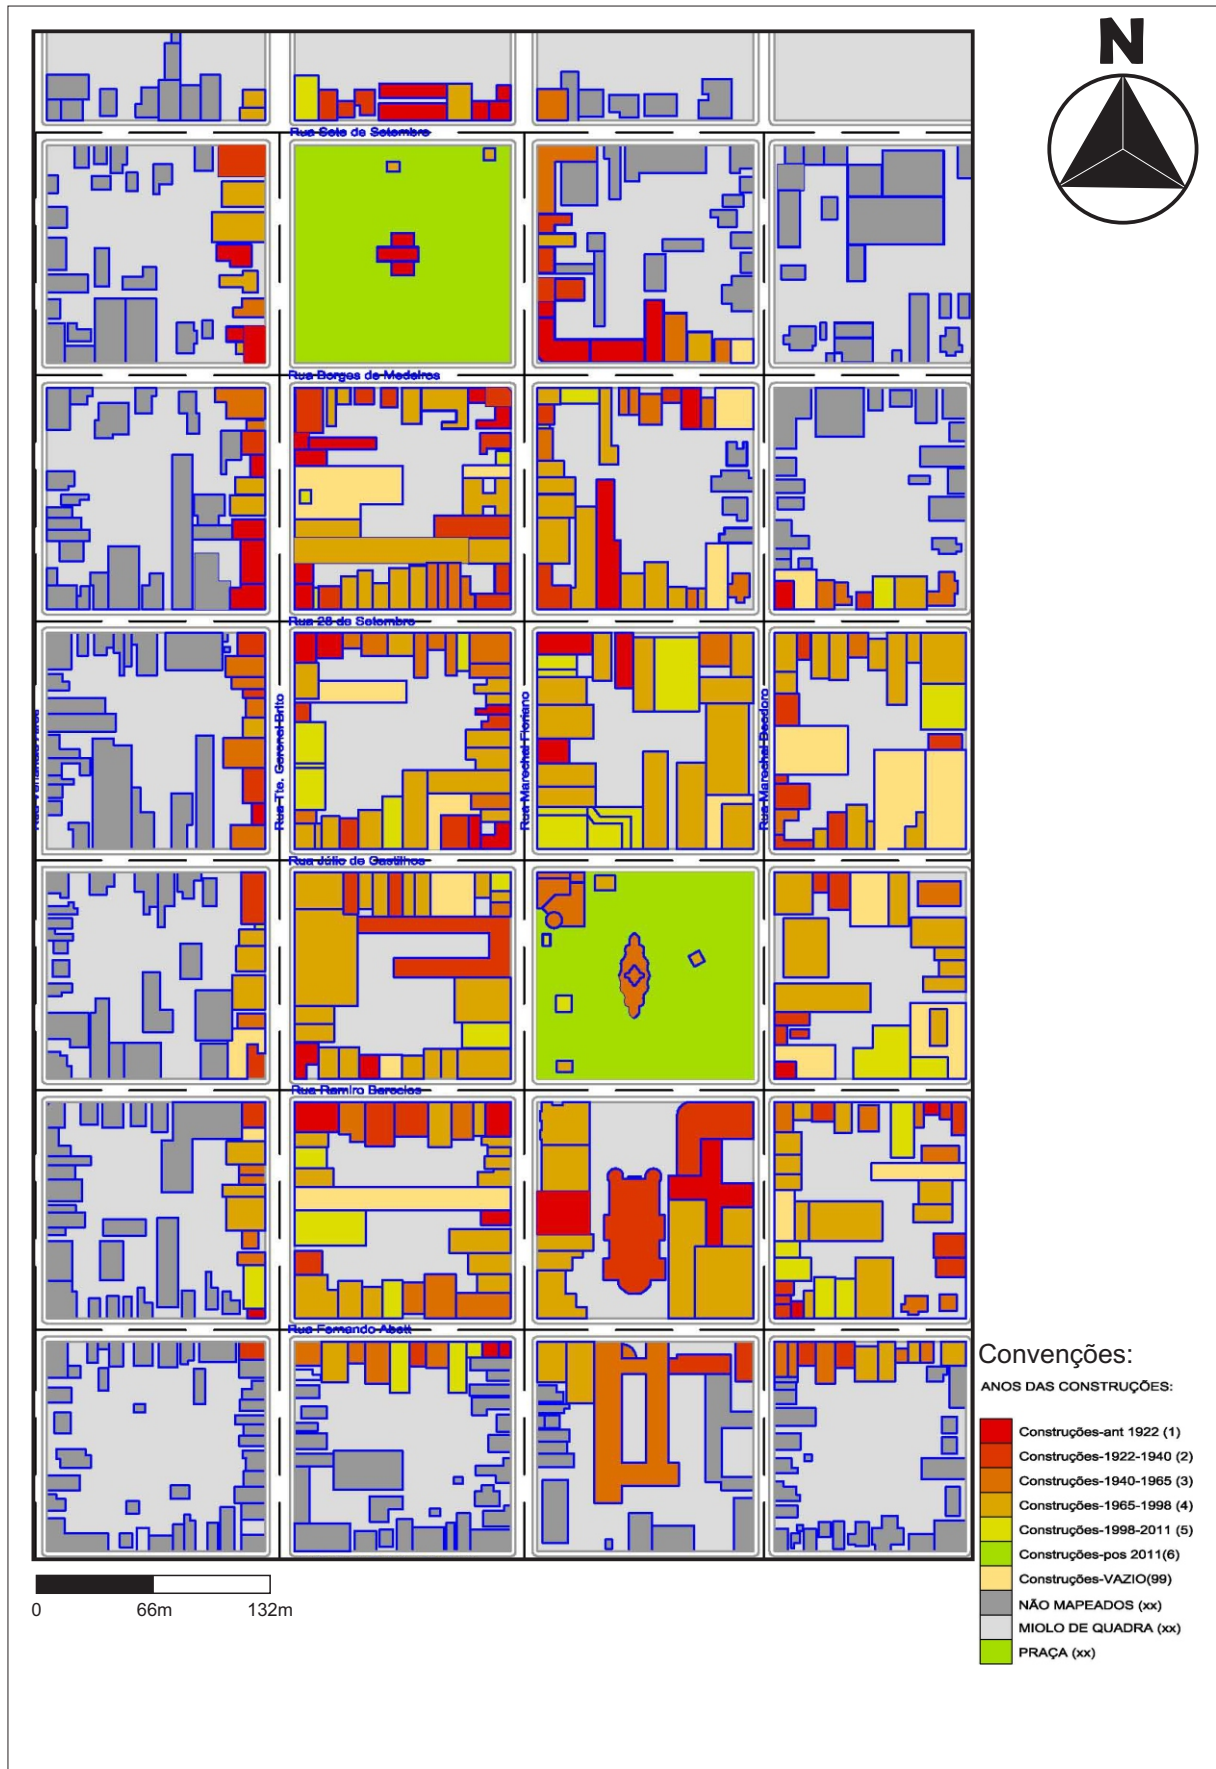 N
Rua Sete de Setembro
Rua Borges de Medeiros
Rua 28 de Setembro
Rua Tte. Coronel Brito
Rua Marechal Floriano
Rua Marechal Deodoro
Rua Júlio de Castilhos
Rua Ramiro Barcelos
Rua Fernando Abott
Convenções:
ANOS DAS CONSTRUÇÕES:
Construções-ant 1922 (1)
Construções-1922-1940 (2)
Construções-1940-1965 (3)
Construções-1965-1998 (4)
Construções-1998-2011 (5)
Construções-pos 2011(6)
Construções-VAZIO(99)
NÃO MAPEADOS (xx)
MIOLO DE QUADRA (xx)
PRAÇA (xx)
0 66m 132m